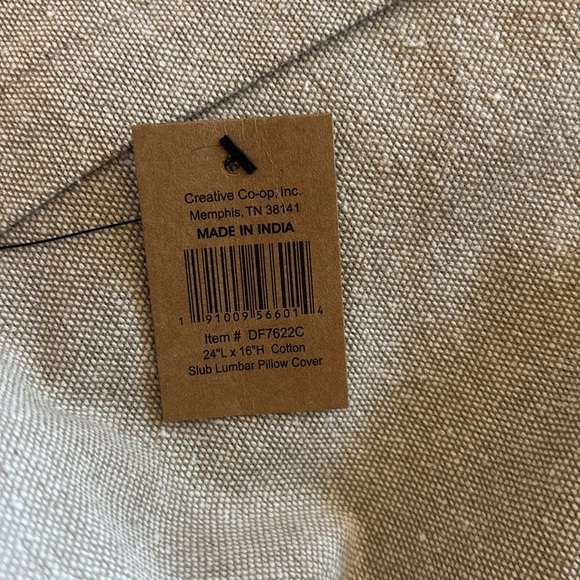 Creative Co-op, Inc.
Memphis, TN 38141
MADE IN INDIA
1 91009 56601 4
Item # DF7622C
24"L x 16"H Cotton
Slub Lumbar Pillow Cover